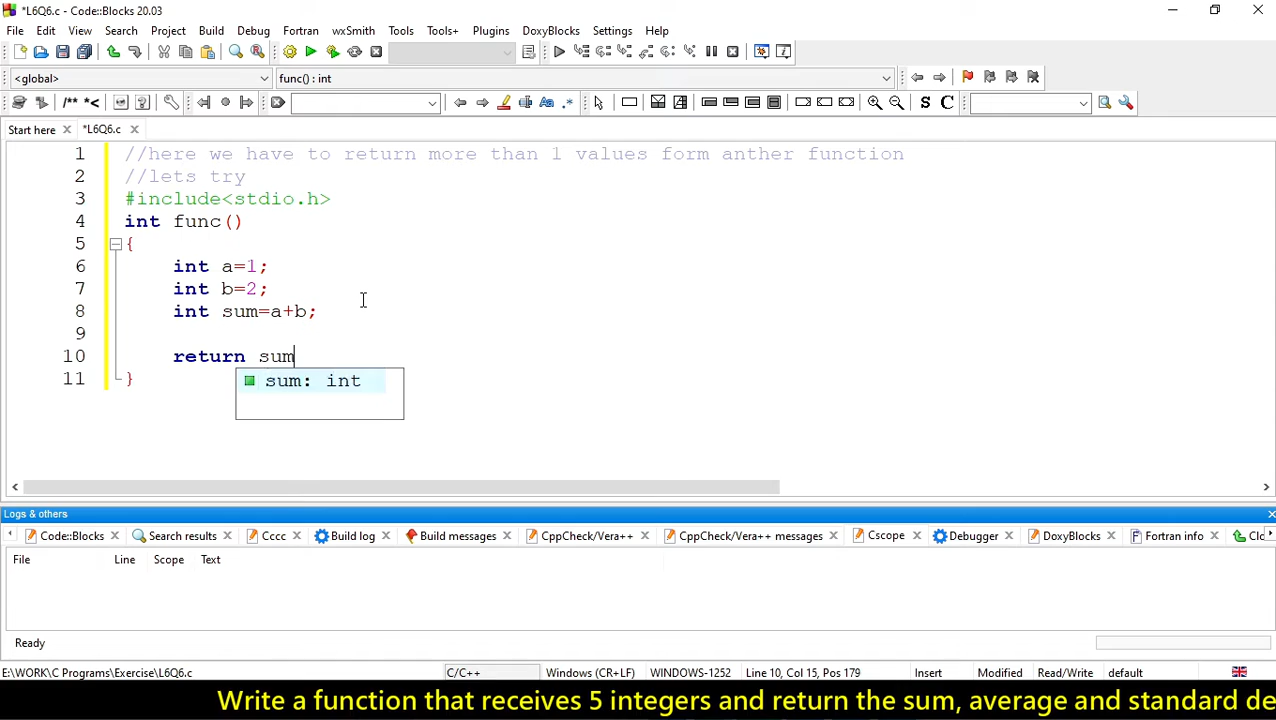 *L6Q6.c - Code::Blocks 20.03
File Edit View Search Project Build Debug Fortran wxSmith Tools Tools+ Plugins DoxyBlocks Settings Help
/** *<
<global> func() : int
Aa .* S C
Start here *L6Q6.c
1 //here we have to return more than 1 values form anther function
2 //lets try
3 #include<stdio.h>
4 int func()
5 {
6 int a=1;
7 int b=2;
8 int sum=a+b;
9
10 return sum
11 }
sum: int
Logs & others
Code::Blocks Search results Cccc Build log Build messages CppCheck/Vera++ CppCheck/Vera++ messages Cscope Debugger DoxyBlocks Fortran info Clo
File Line Scope Text
Ready
E:\WORK\C Programs\Exercise\L6Q6.c C/C++ Windows (CR+LF) WINDOWS-1252 Line 10, Col 15, Pos 179 Insert Modified Read/Write default
Write a function that receives 5 integers and return the sum, average and standard de